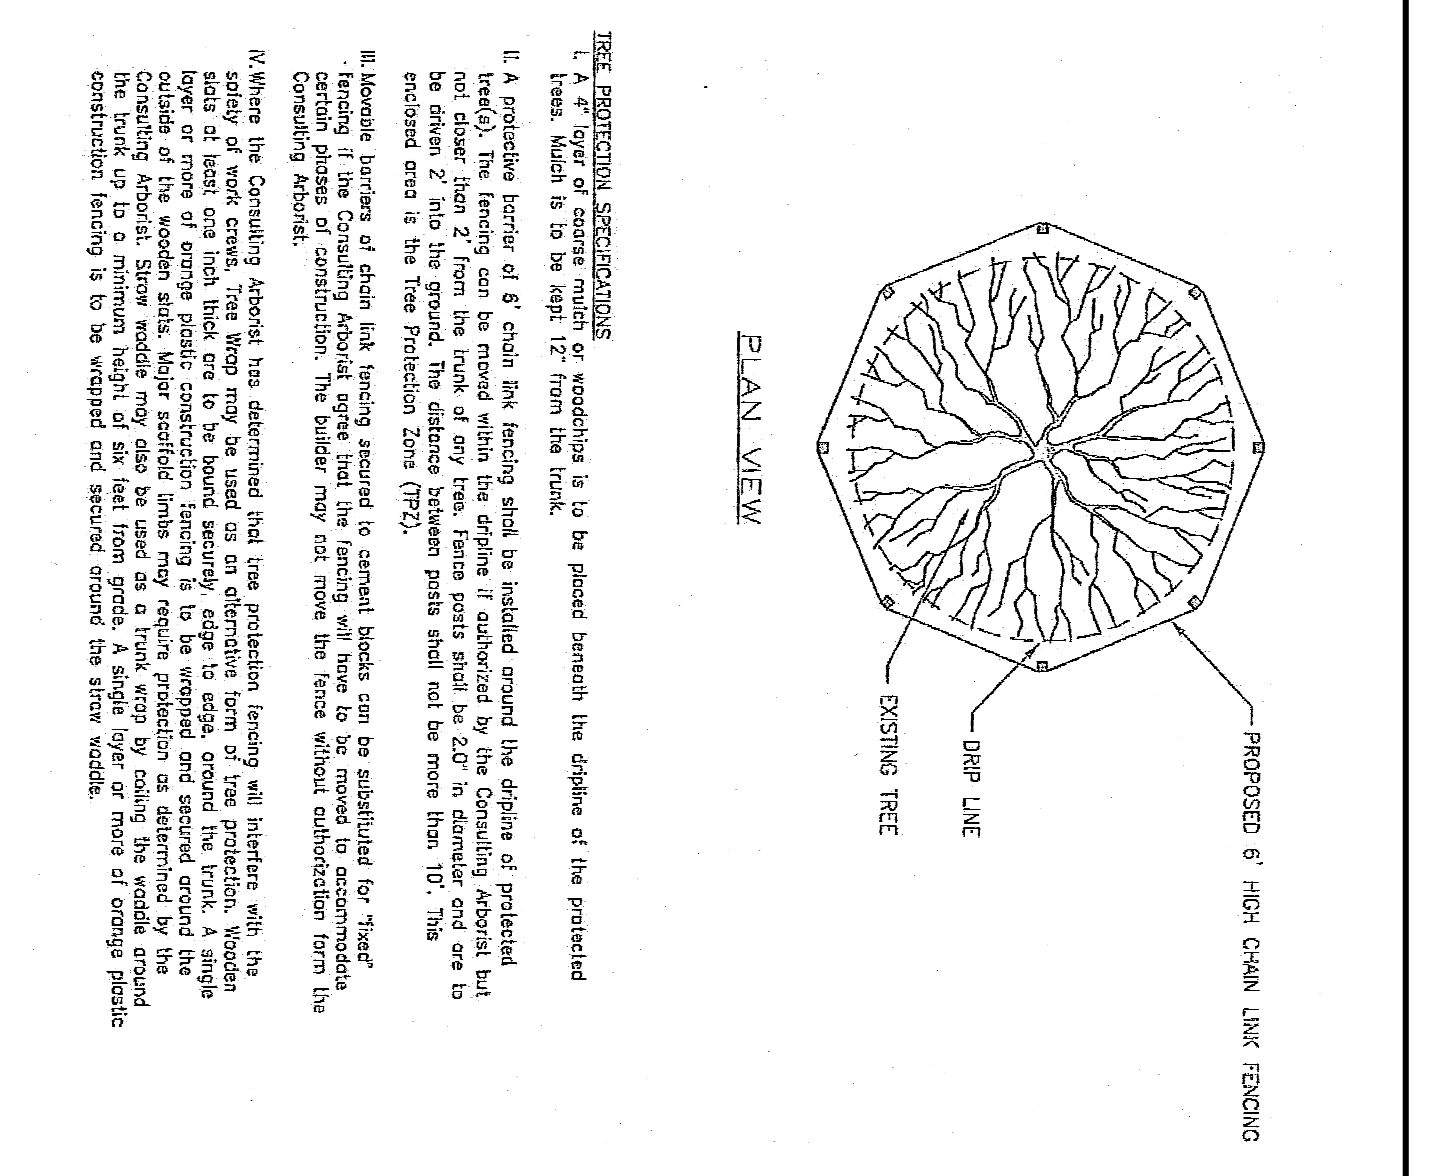 PROPOSED 6' HIGH CHAIN LINK FENCING
DRIP LINE
EXISTING TREE
PLAN VIEW
TREE PROTECTION SPECIFICATIONS
I. A 4" layer of coarse mulch or woodchips is to be placed beneath the dripline of the protected
trees. Mulch is to be kept 12" from the trunk.
II. A protective barrier of 6' chain link fencing shall be installed around the dripline of protected
tree(s). The fencing can be moved within the dripline if authorized by the Consulting Arborist but
not closer than 2' from the trunk of any tree. Fence posts shall be 2.0" in diameter and are to
be driven 2' into the ground. The distance between posts shall not be more than 10'. This
enclosed area is the Tree Protection Zone (TPZ).
III. Movable barriers of chain link fencing secured to cement blocks can be substituted for "fixed"
fencing if the Consulting Arborist agree that the fencing will have to be moved to accommodate
certain phases of construction. The builder may not move the fence without authorization form the
Consulting Arborist.
IV. Where the Consulting Arborist has determined that tree protection fencing will interfere with the
safety of work crews, Tree Wrap may be used as an alternative form of tree protection. Wooden
slats at least one inch thick are to be bound securely, edge to edge, around the trunk. A single
layer or more of orange plastic construction fencing is to be wrapped and secured around the
outside of the wooden slats. Major scaffold limbs may require protection as determined by the
Consulting Arborist. Straw waddle may also be used as a trunk wrap by coiling the waddle around
the trunk up to a minimum height of six feet from grade. A single layer or more of orange plastic
construction fencing is to be wrapped and secured around the straw waddle.